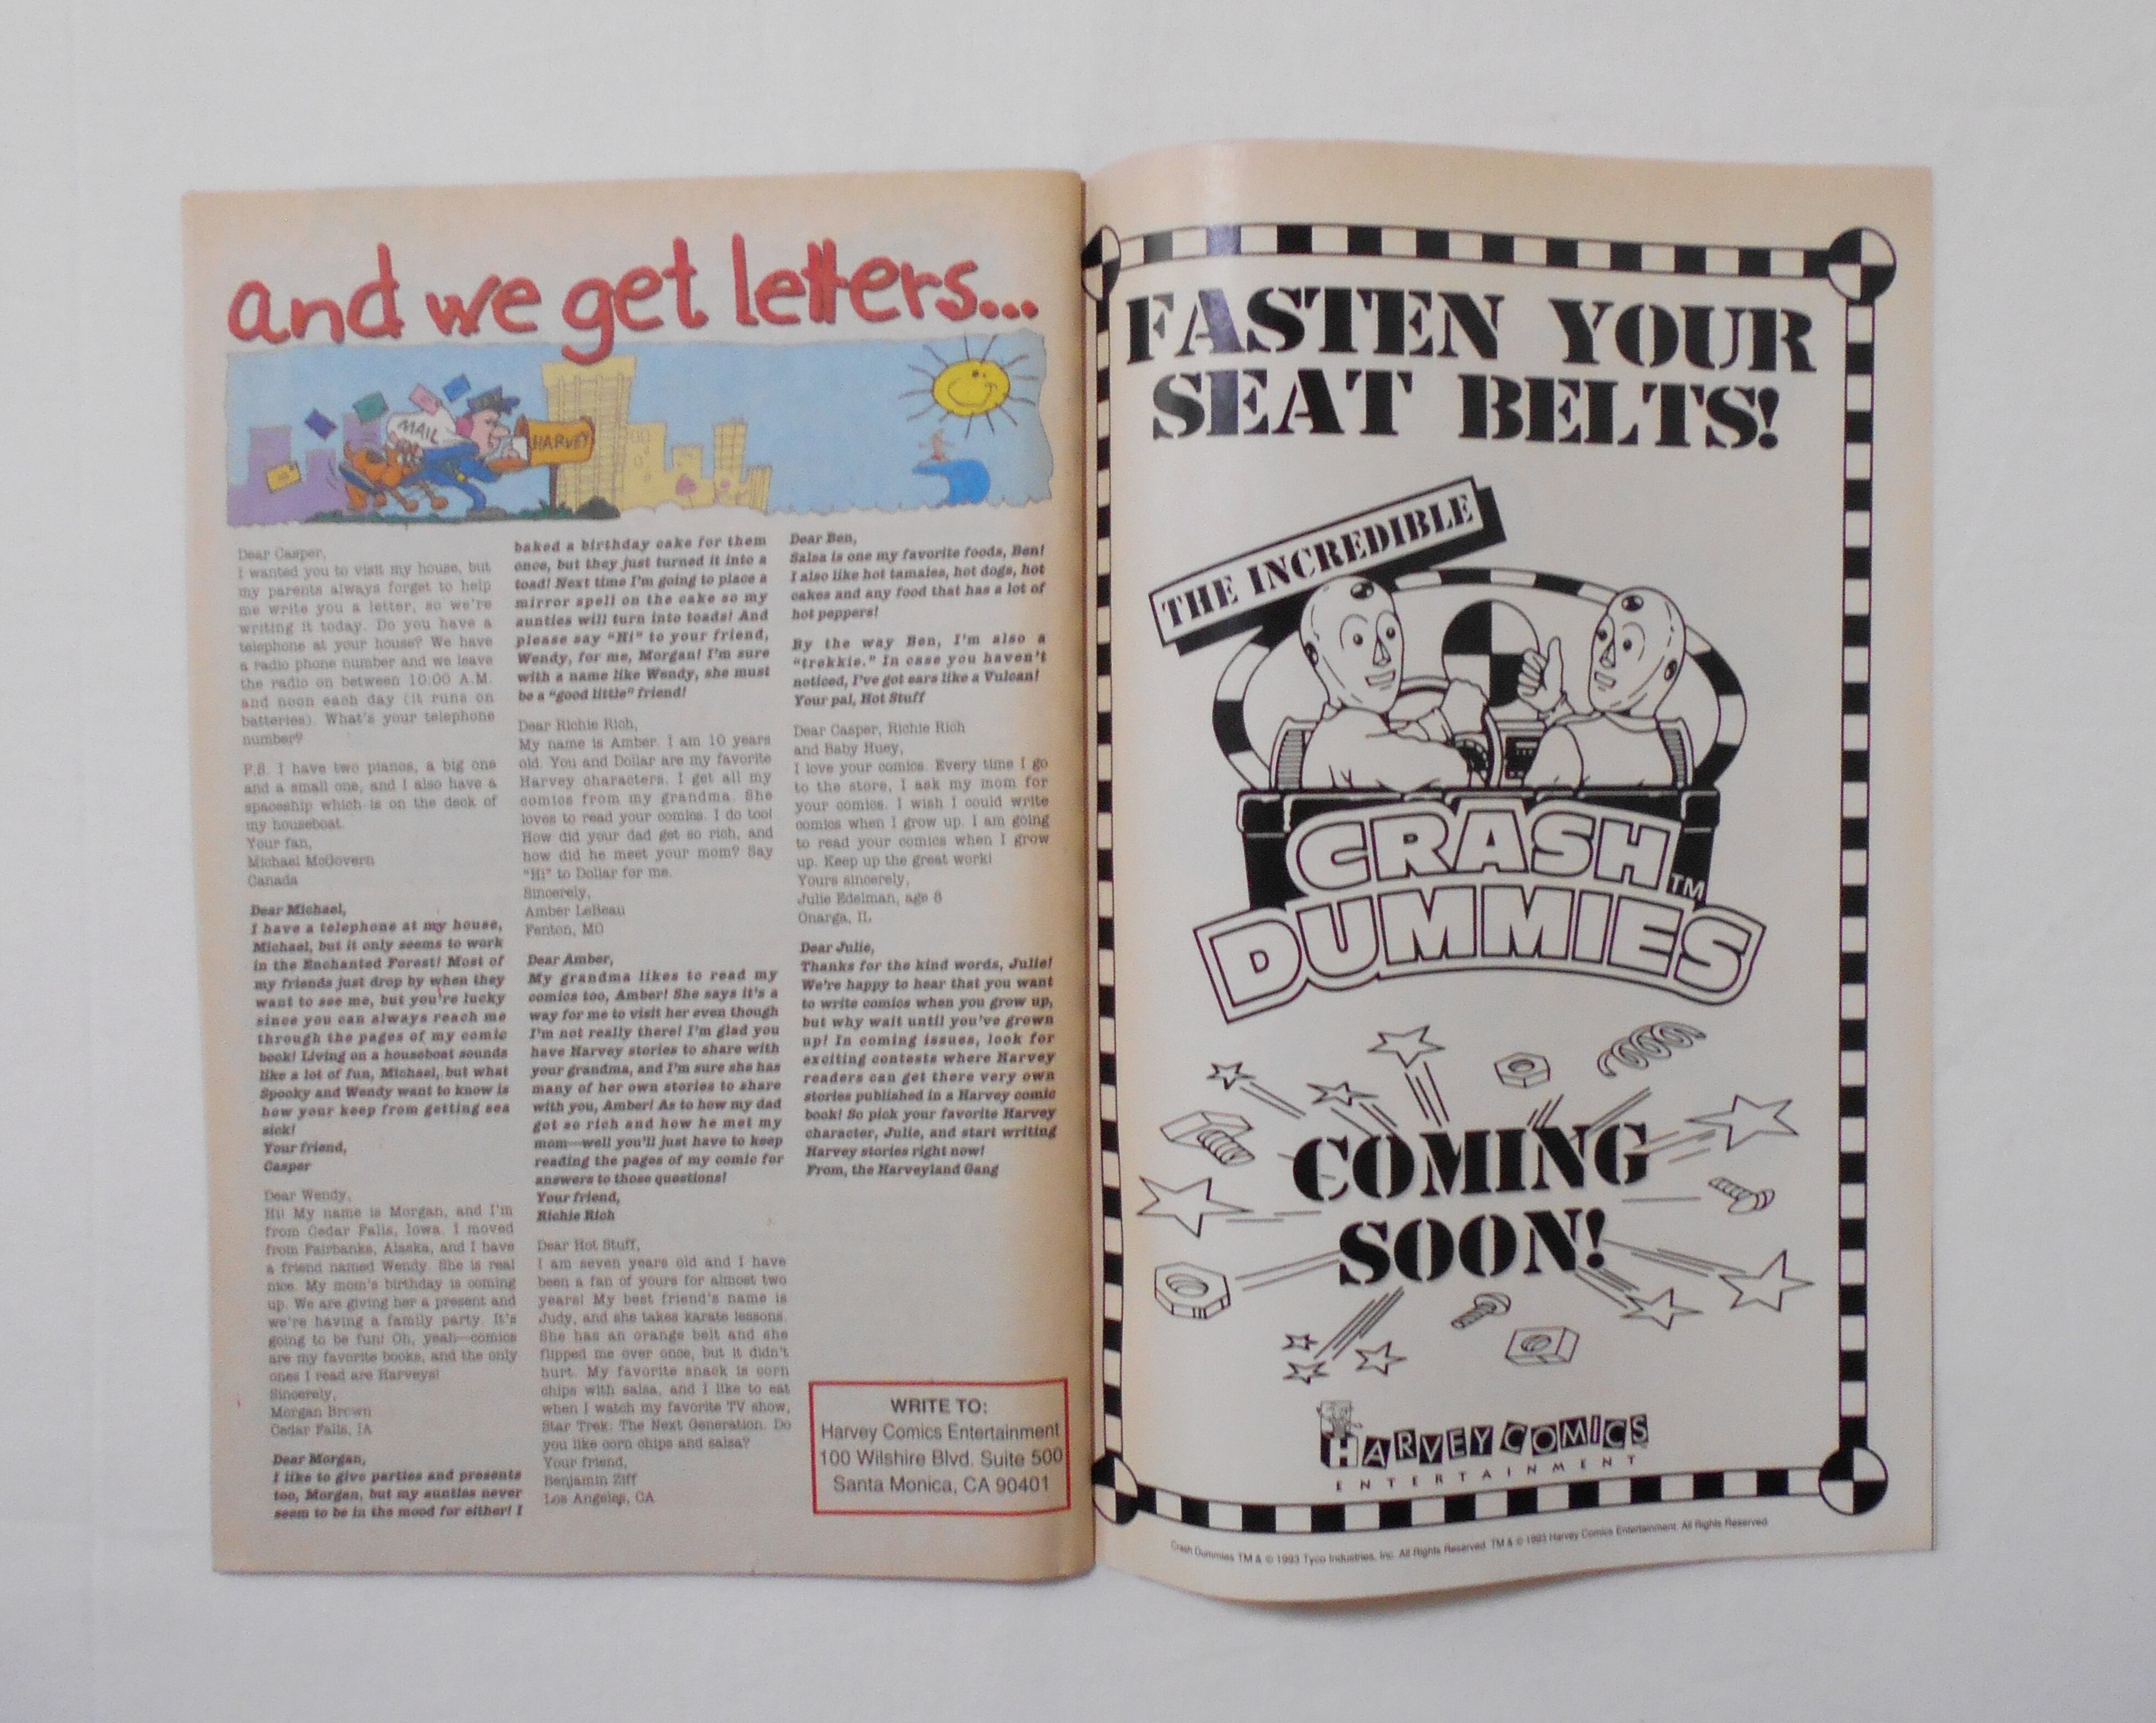 and we get letters...
MAIL
HARVEY
Dear Casper,
I wanted you to visit my house, but
my parents always forget to help
me write you a letter, so we're
writing it today. Do you have a
telephone at your house? We have
a radio phone number and we leave
the radio on between 10:00 A.M.
and noon each day (it runs on
batteries). What's your telephone
number?
P.S. I have two pianos, a big one
and a small one, and I also have a
spaceship which is on the deck of
my houseboat.
Your fan,
Michael McGovern
Canada
Dear Michael,
I have a telephone at my house,
Michael, but it only seems to work
in the Enchanted Forest! Most of
my friends just drop by when they
want to see me, but you're lucky
since you can always reach me
through the pages of my comic
book! Living on a houseboat sounds
like a lot of fun, Michael, but what
Spooky and Wendy want to know is
how your keep from getting sea
sick!
Your friend,
Casper
Dear Wendy,
Hi! My name is Morgan, and I'm
from Cedar Falls, Iowa. I moved
from Fairbanks, Alaska, and I have
a friend named Wendy. She is real
nice. My mom's birthday is coming
up. We are giving her a present and
we're having a family party. It's
going to be fun! Oh, yeah—comics
are my favorite books, and the only
ones I read are Harveys!
Sincerely,
Morgan Brown
Cedar Falls, IA
Dear Morgan,
I like to give parties and presents
too, Morgan, but my aunties never
seem to be in the mood for either! I
baked a birthday cake for them
once, but they just turned it into a
toad! Next time I'm going to place a
mirror spell on the cake so my
aunties will turn into toads! And
please say "Hi" to your friend,
Wendy, for me, Morgan! I'm sure
with a name like Wendy, she must
be a "good little" friend!
Dear Richie Rich,
My name is Amber. I am 10 years
old. You and Dollar are my favorite
Harvey characters. I get all my
comics from my grandma. She
loves to read your comics. I do too!
How did your dad get so rich, and
how did he meet your mom? Say
"Hi" to Dollar for me.
Sincerely,
Amber LeBeau
Fenton, MO
Dear Amber,
My grandma likes to read my
comics too, Amber! She says it's a
way for me to visit her even though
I'm not really there! I'm glad you
have Harvey stories to share with
your grandma, and I'm sure she has
many of her own stories to share
with you, Amber! As to how my dad
got so rich and how he met my
mom—well you'll just have to keep
reading the pages of my comic for
answers to those questions!
Your friend,
Richie Rich
Dear Hot Stuff,
I am seven years old and I have
been a fan of yours for almost two
years! My best friend's name is
Judy, and she takes karate lessons.
She has an orange belt and she
flipped me over once, but it didn't
hurt. My favorite snack is corn
chips with salsa, and I like to eat
when I watch my favorite TV show,
Star Trek: The Next Generation. Do
you like corn chips and salsa?
Your friend,
Benjamin Ziff
Los Angeles, CA
Dear Ben,
Salsa is one my favorite foods, Ben!
I also like hot tamales, hot dogs, hot
cakes and any food that has a lot of
hot peppers!
By the way Ben, I'm also a
"trekkie." In case you haven't
noticed, I've got ears like a Vulcan!
Your pal, Hot Stuff
Dear Casper, Richie Rich
and Baby Huey,
I love your comics. Every time I go
to the store, I ask my mom for
your comics. I wish I could write
comics when I grow up. I am going
to read your comics when I grow
up. Keep up the great work!
Yours sincerely,
Julie Edelman, age 8
Onarga, IL
Dear Julie,
Thanks for the kind words, Julie!
We're happy to hear that you want
to write comics when you grow up,
but why wait until you've grown
up! In coming issues, look for
exciting contests where Harvey
readers can get there very own
stories published in a Harvey comic
book! So pick your favorite Harvey
character, Julie, and start writing
Harvey stories right now!
From, the Harveyland Gang
WRITE TO:
Harvey Comics Entertainment
100 Wilshire Blvd. Suite 500
Santa Monica, CA 90401
FASTEN YOUR
SEAT BELTS!
THE INCREDIBLE
CRASH
DUMMIES™
COMING
SOON!
HARVEY COMICS
ENTERTAINMENT
Crash Dummies TM & © 1993 Tyco Industries, Inc. All Rights Reserved. TM & © 1993 Harvey Comics Entertainment. All Rights Reserved.